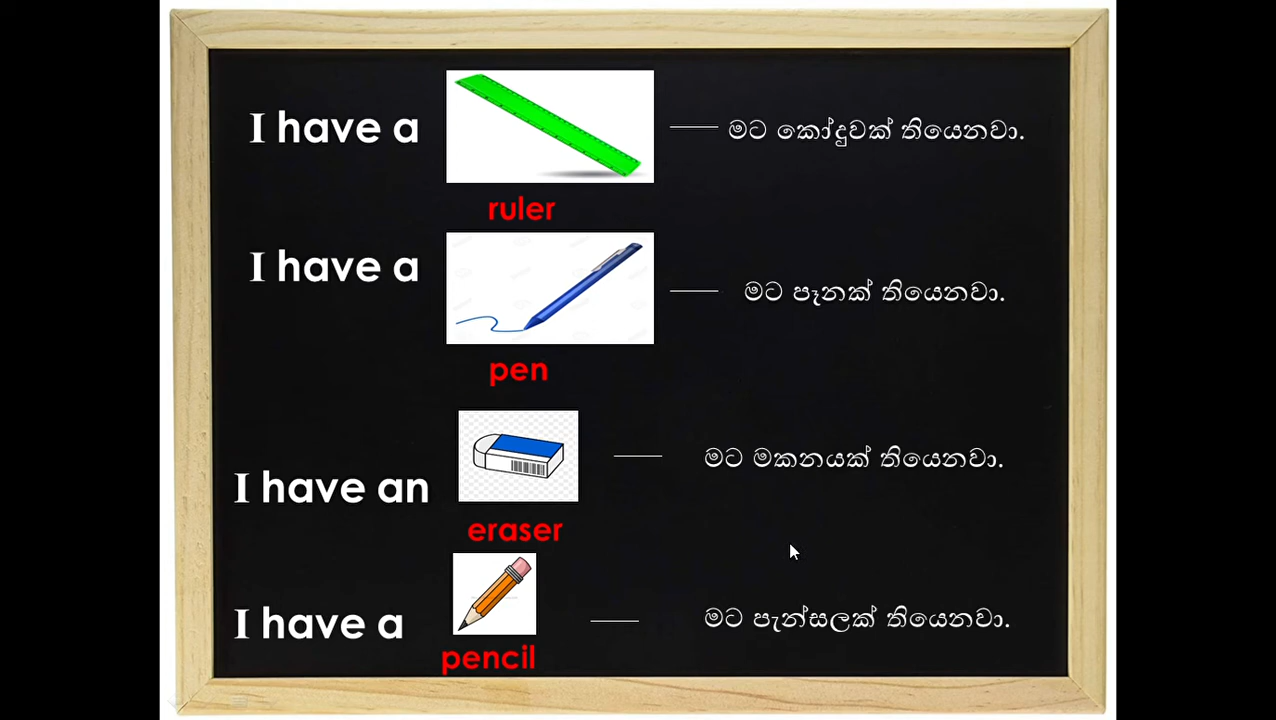 I have a
මට කෝදුවක් තියෙනවා.
ruler
I have a
මට පෑනක් තියෙනවා.
pen
I have an
මට මකනයක් තියෙනවා.
eraser
I have a
මට පැන්සලක් තියෙනවා.
pencil